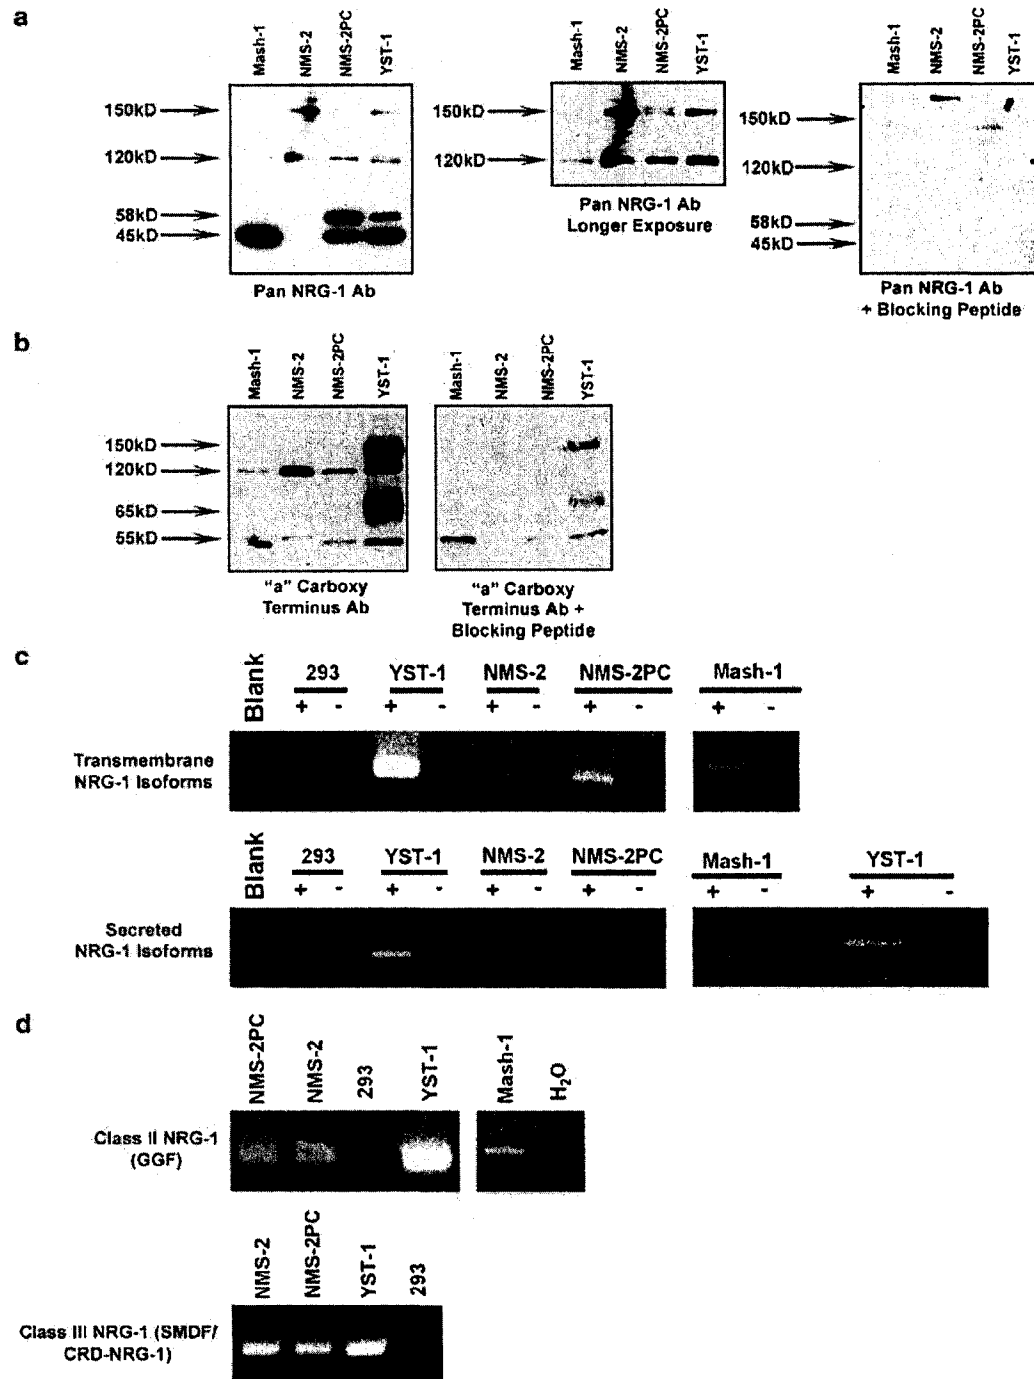 a
Mash-1 NMS-2 NMS-2PC YST-1
150kD
120kD
58kD
45kD
Pan NRG-1 Ab
Mash-1 NMS-2 NMS-2PC YST-1
150kD
120kD
Pan NRG-1 Ab
Longer Exposure
Mash-1 NMS-2 NMS-2PC YST-1
150kD
120kD
58kD
45kD
Pan NRG-1 Ab
+ Blocking Peptide
b
Mash-1 NMS-2 NMS-2PC YST-1
150kD
120kD
65kD
55kD
"a" Carboxy
Terminus Ab
Mash-1 NMS-2 NMS-2PC YST-1
"a" Carboxy
Terminus Ab +
Blocking Peptide
c
Blank 293 YST-1 NMS-2 NMS-2PC Mash-1
+ - + - + - + - + -
Transmembrane
NRG-1 Isoforms
Blank 293 YST-1 NMS-2 NMS-2PC Mash-1 YST-1
+ - + - + - + - + - + -
Secreted
NRG-1 Isoforms
d
NMS-2PC NMS-2 293 YST-1 Mash-1 H2O
Class II NRG-1
(GGF)
NMS-2 NMS-2PC YST-1 293
Class III NRG-1 (SMDF/
CRD-NRG-1)